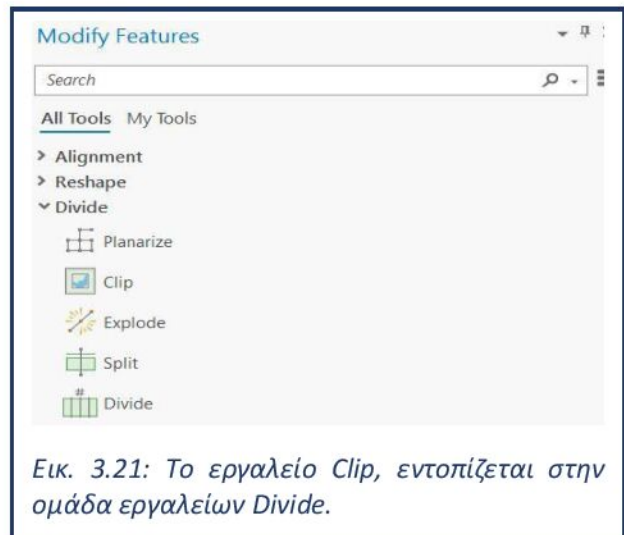 Modify Features
Search
All Tools My Tools
Alignment
Reshape
Divide
Planarize
Clip
Explode
Split
#
Divide
Εικ. 3.21: Το εργαλείο Clip, εντοπίζεται στην
ομάδα εργαλείων Divide.